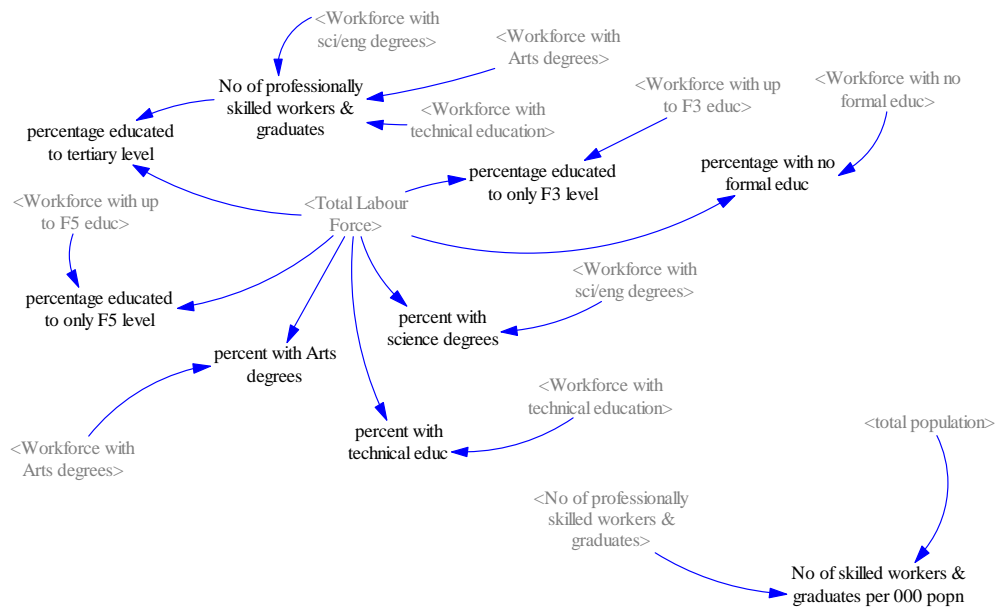 <Workforce with
sci/eng degrees>
<Workforce with
Arts degrees>
No of professionally
skilled workers &
graduates
<Workforce with up
to F3 educ>
<Workforce with no
formal educ>
<Workforce with
technical education>
percentage educated
to tertiary level
percentage educated
to only F3 level
percentage with no
formal educ
<Workforce with up
to F5 educ>
<Total Labour
Force>
<Workforce with
sci/eng degrees>
percentage educated
to only F5 level
percent with
science degrees
percent with Arts
degrees
<Workforce with
technical education>
<Workforce with
Arts degrees>
percent with
technical educ
<total population>
<No of professionally
skilled workers &
graduates>
No of skilled workers &
graduates per 000 popn